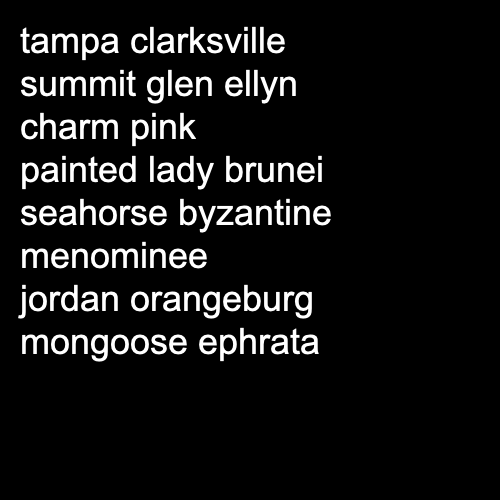 tampa clarksville
summit glen ellyn
charm pink
painted lady brunei
seahorse byzantine
menominee
jordan orangeburg
mongoose ephrata